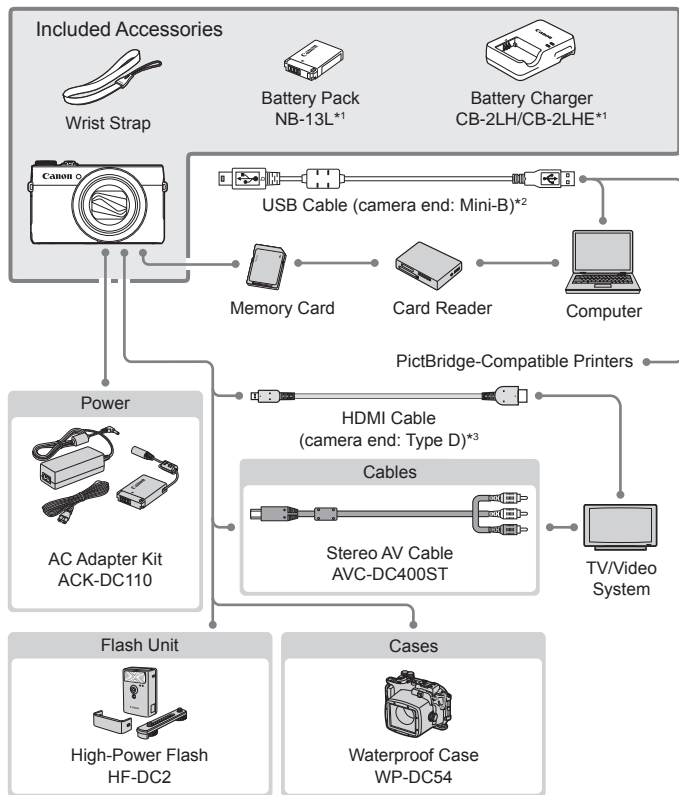 Included Accessories
Wrist Strap
Battery Pack
NB-13L*1
Battery Charger
CB-2LH/CB-2LHE*1
Canon
USB Cable (camera end: Mini-B)*2
Memory Card
Card Reader
Computer
PictBridge-Compatible Printers
Power
HDMI Cable
(camera end: Type D)*3
Cables
AC Adapter Kit
ACK-DC110
Stereo AV Cable
AVC-DC400ST
TV/Video
System
Flash Unit
Cases
High-Power Flash
HF-DC2
Waterproof Case
WP-DC54